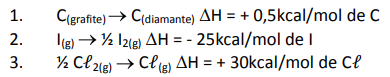 1. C(grafite) → C(diamante) ΔH = + 0,5kcal/mol de C
2. I(g) → ½ I2(g) ΔH = - 25kcal/mol de I
3. ½ Cℓ2(g) → Cℓ(g) ΔH = + 30kcal/mol de Cℓ